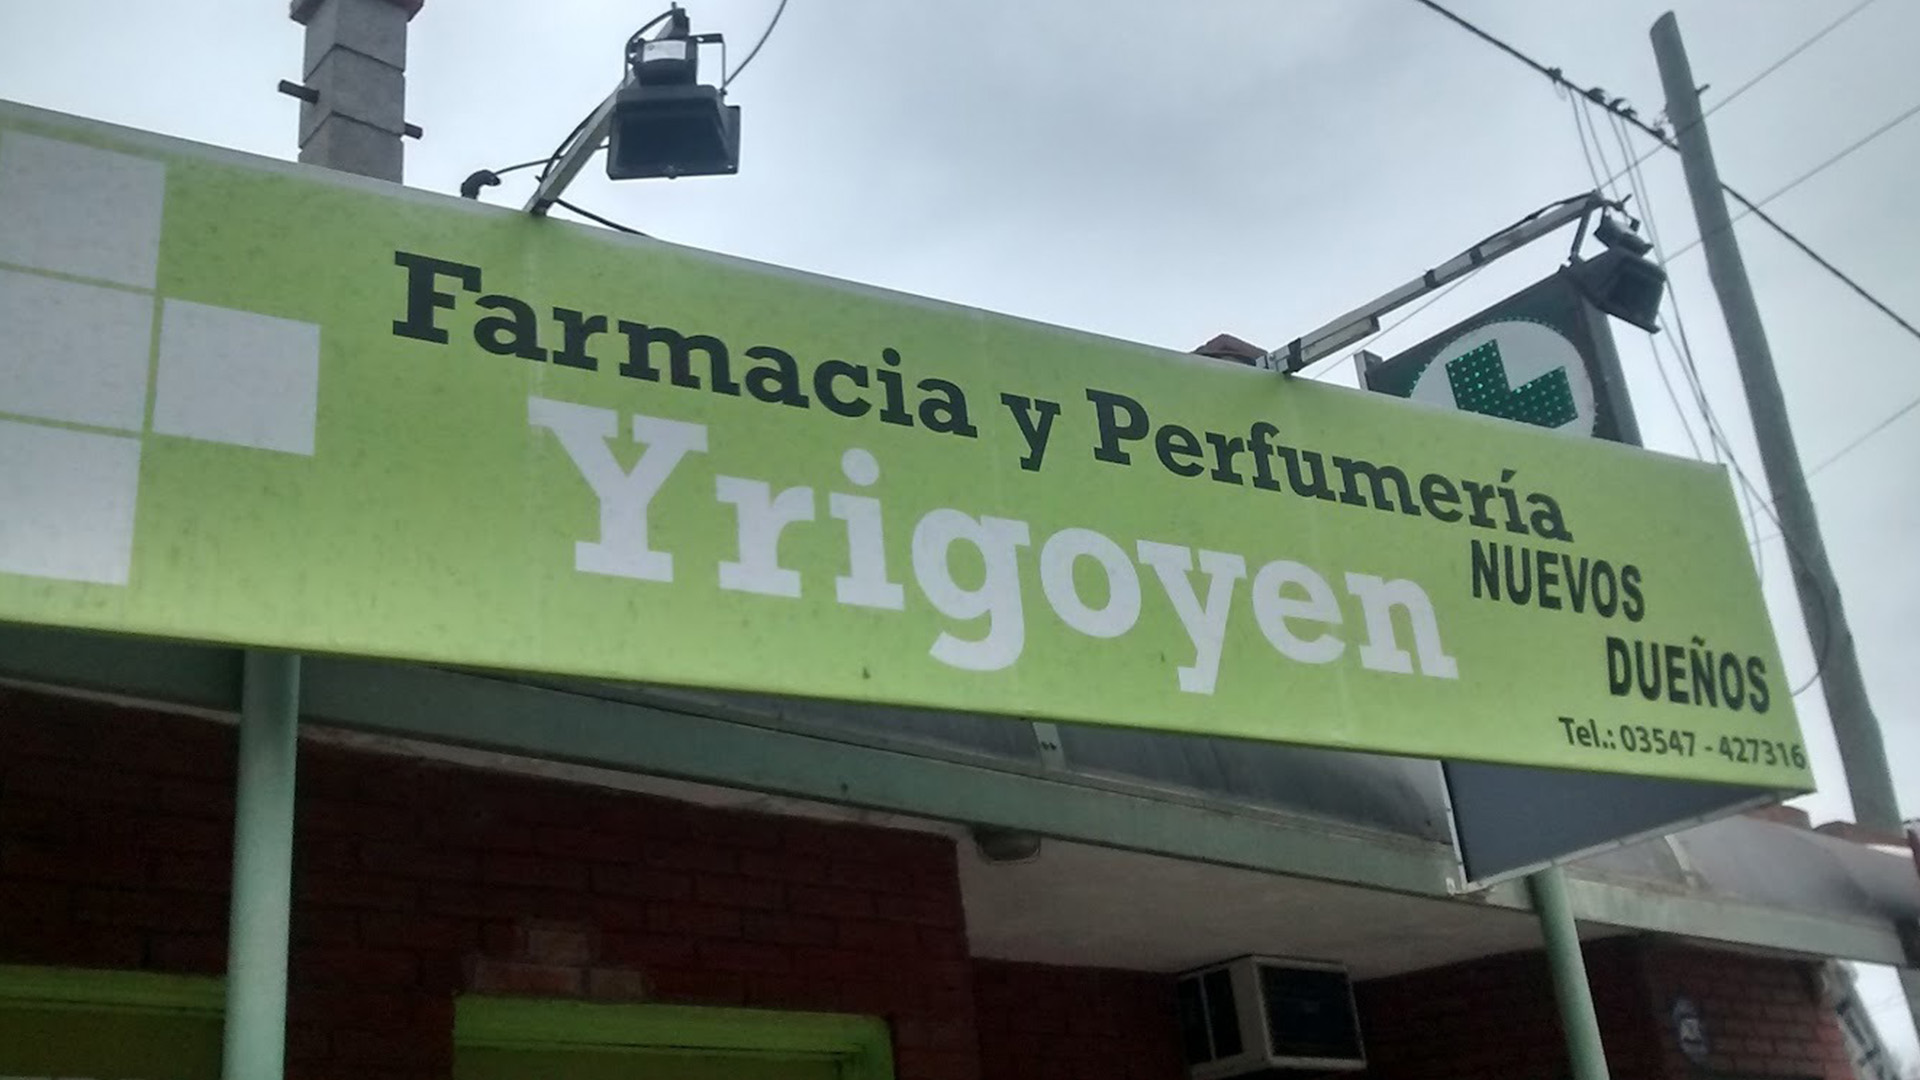 Farmacia y Perfumería
Yrigoyen
NUEVOS
DUEÑOS
Tel.: 03547 - 427316